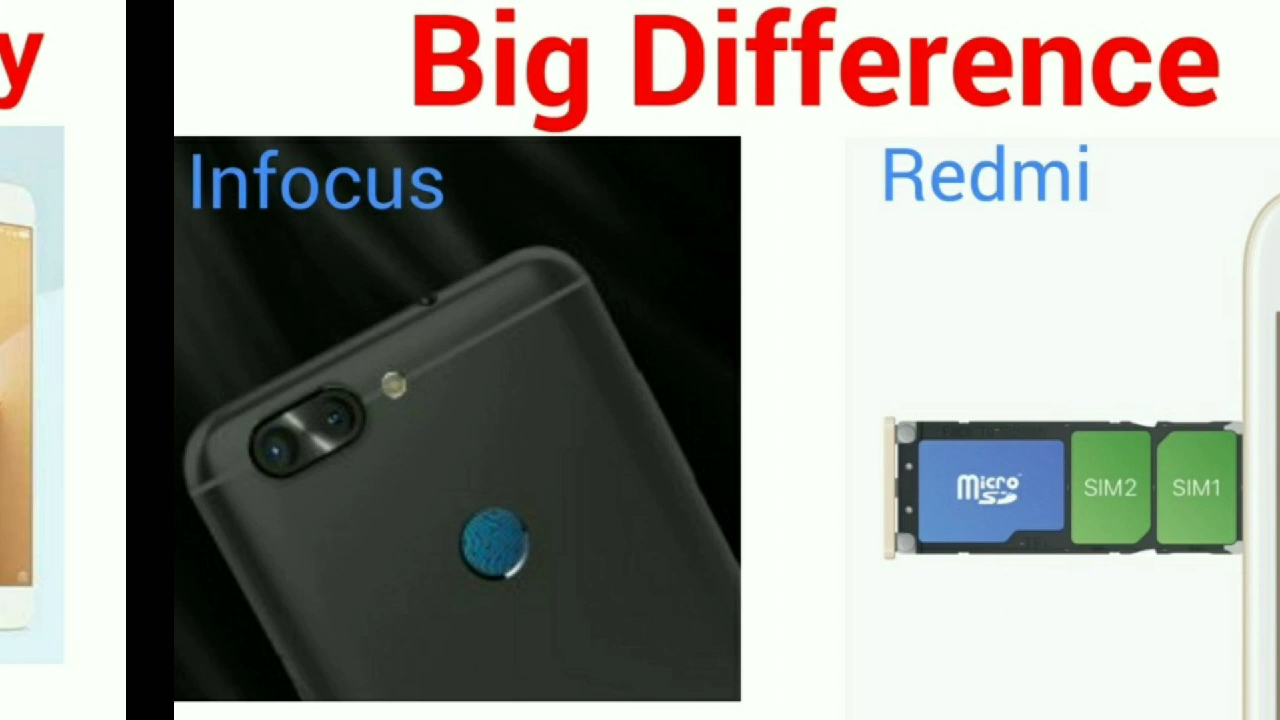 y
Big Difference
Infocus
Redmi
Micro
SD
SIM2
SIM1